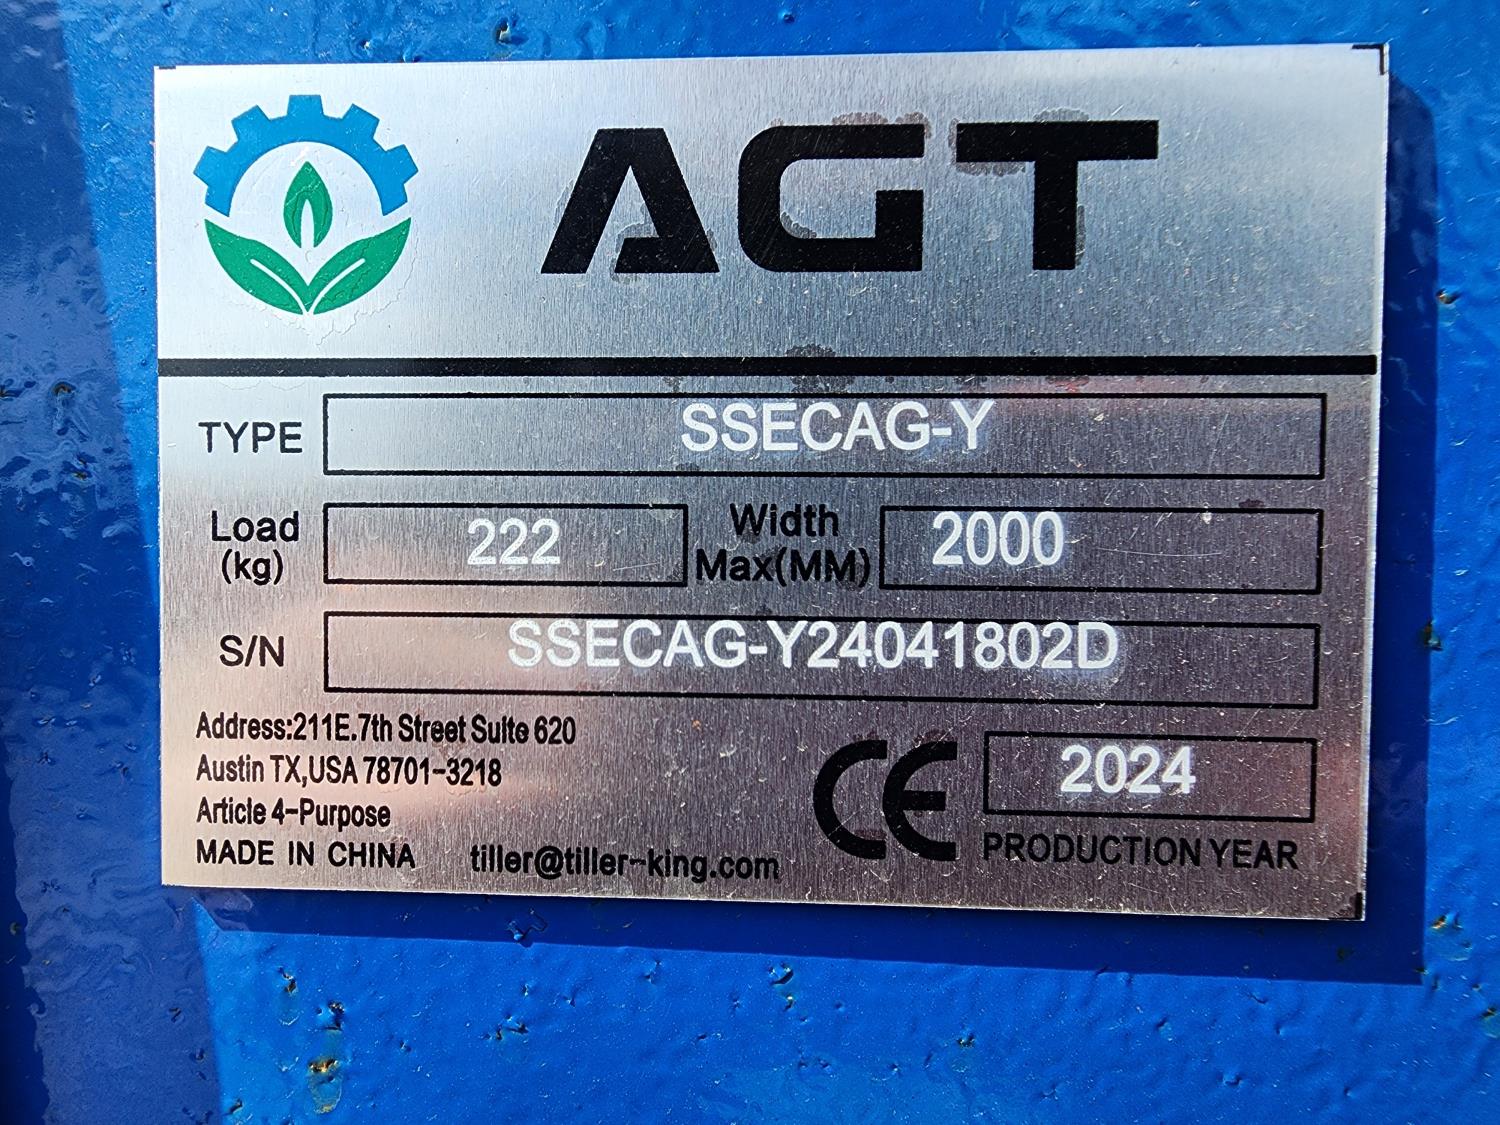 AGT
TYPE SSECAG-Y
Load (kg) 222 Width Max(MM) 2000
S/N SSECAG-Y24041802D
Address:211E.7th Street Suite 620
Austin TX,USA 78701-3218
Article 4-Purpose
MADE IN CHINA tiller@tiller-king.com
CE 2024
PRODUCTION YEAR